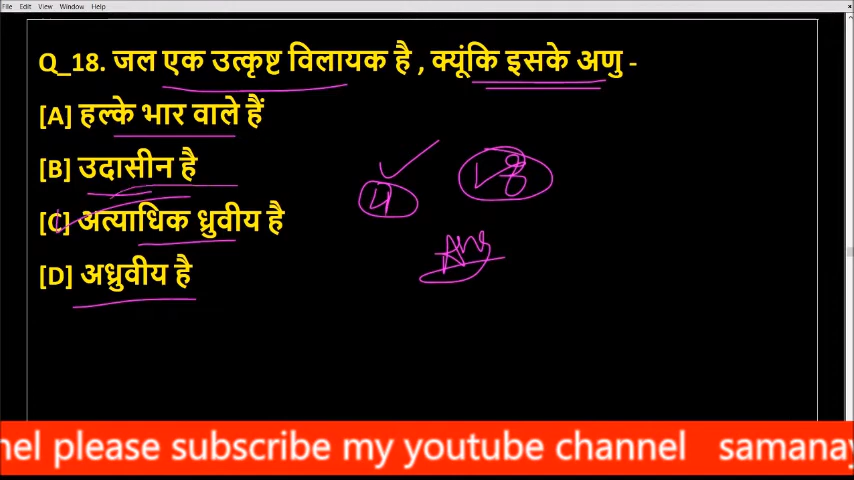 File Edit View Window Help
Q_18. जल एक उत्कृष्ट विलायक है , क्यूंकि इसके अणु -
[A] हल्के भार वाले हैं
[B] उदासीन है
[C] अत्याधिक ध्रुवीय है
[D] अध्रुवीय है
Ans
nel please subscribe my youtube channel samanay